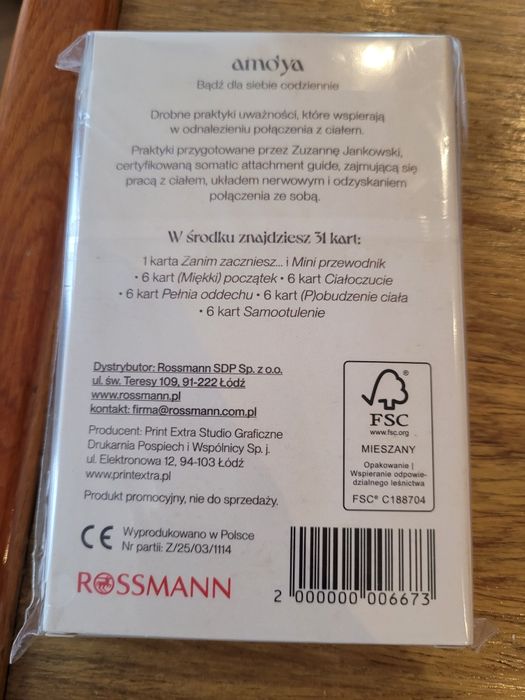 amo'ya
Bądź dla siebie codziennie
Drobne praktyki uważności, które wspierają
w odnalezieniu połączenia z ciałem.
Praktyki przygotowane przez Zuzannę Jankowski,
certyfikowaną somatic attachment guide, zajmującą się
pracą z ciałem, układem nerwowym i odzyskaniem
połączenia ze sobą.
W środku znajdziesz 31 kart:
1 karta Zanim zaczniesz... i Mini przewodnik
• 6 kart (Miękki) początek • 6 kart Ciałoczucie
• 6 kart Pełnia oddechu • 6 kart (P)obudzenie ciała
• 6 kart Samootulenie
Dystrybutor: Rossmann SDP Sp. z o.o.
ul. św. Teresy 109, 91-222 Łódź
www.rossmann.pl
kontakt: firma@rossmann.com.pl
Producent: Print Extra Studio Graficzne
Drukarnia Pospiech i Wspólnicy Sp. j.
ul. Elektronowa 12, 94-103 Łódź
www.printextra.pl
Produkt promocyjny, nie do sprzedaży.
FSC
www.fsc.org
MIESZANY
Opakowanie |
Wspieranie odpowie-
dzialnego leśnictwa
FSC® C188704
CE Wyprodukowano w Polsce
Nr partii: Z/25/03/1114
ROSSMANN
2 000000 006673